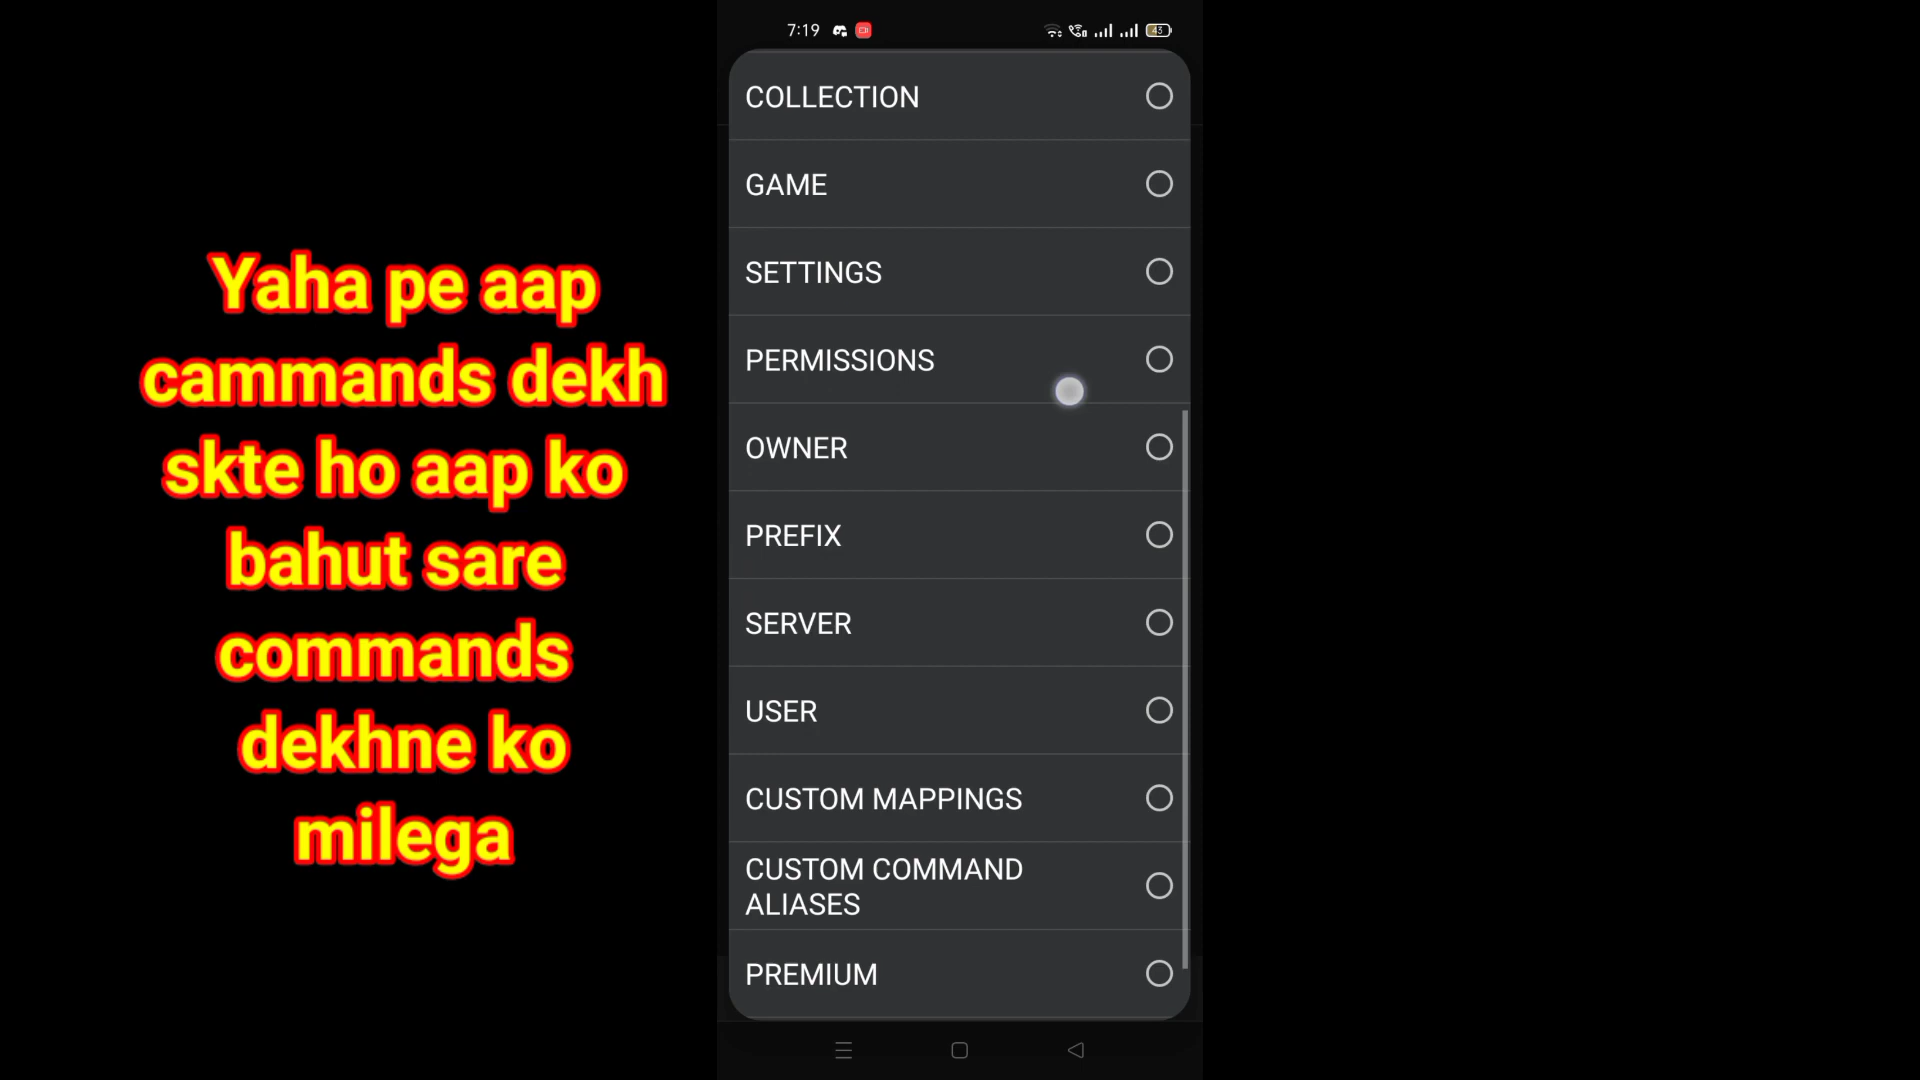 Yaha pe aap
cammands dekh
skte ho aap ko
bahut sare
commands
dekhne ko
milega
7:19
43
COLLECTION
GAME
SETTINGS
PERMISSIONS
OWNER
PREFIX
SERVER
USER
CUSTOM MAPPINGS
CUSTOM COMMAND
ALIASES
PREMIUM